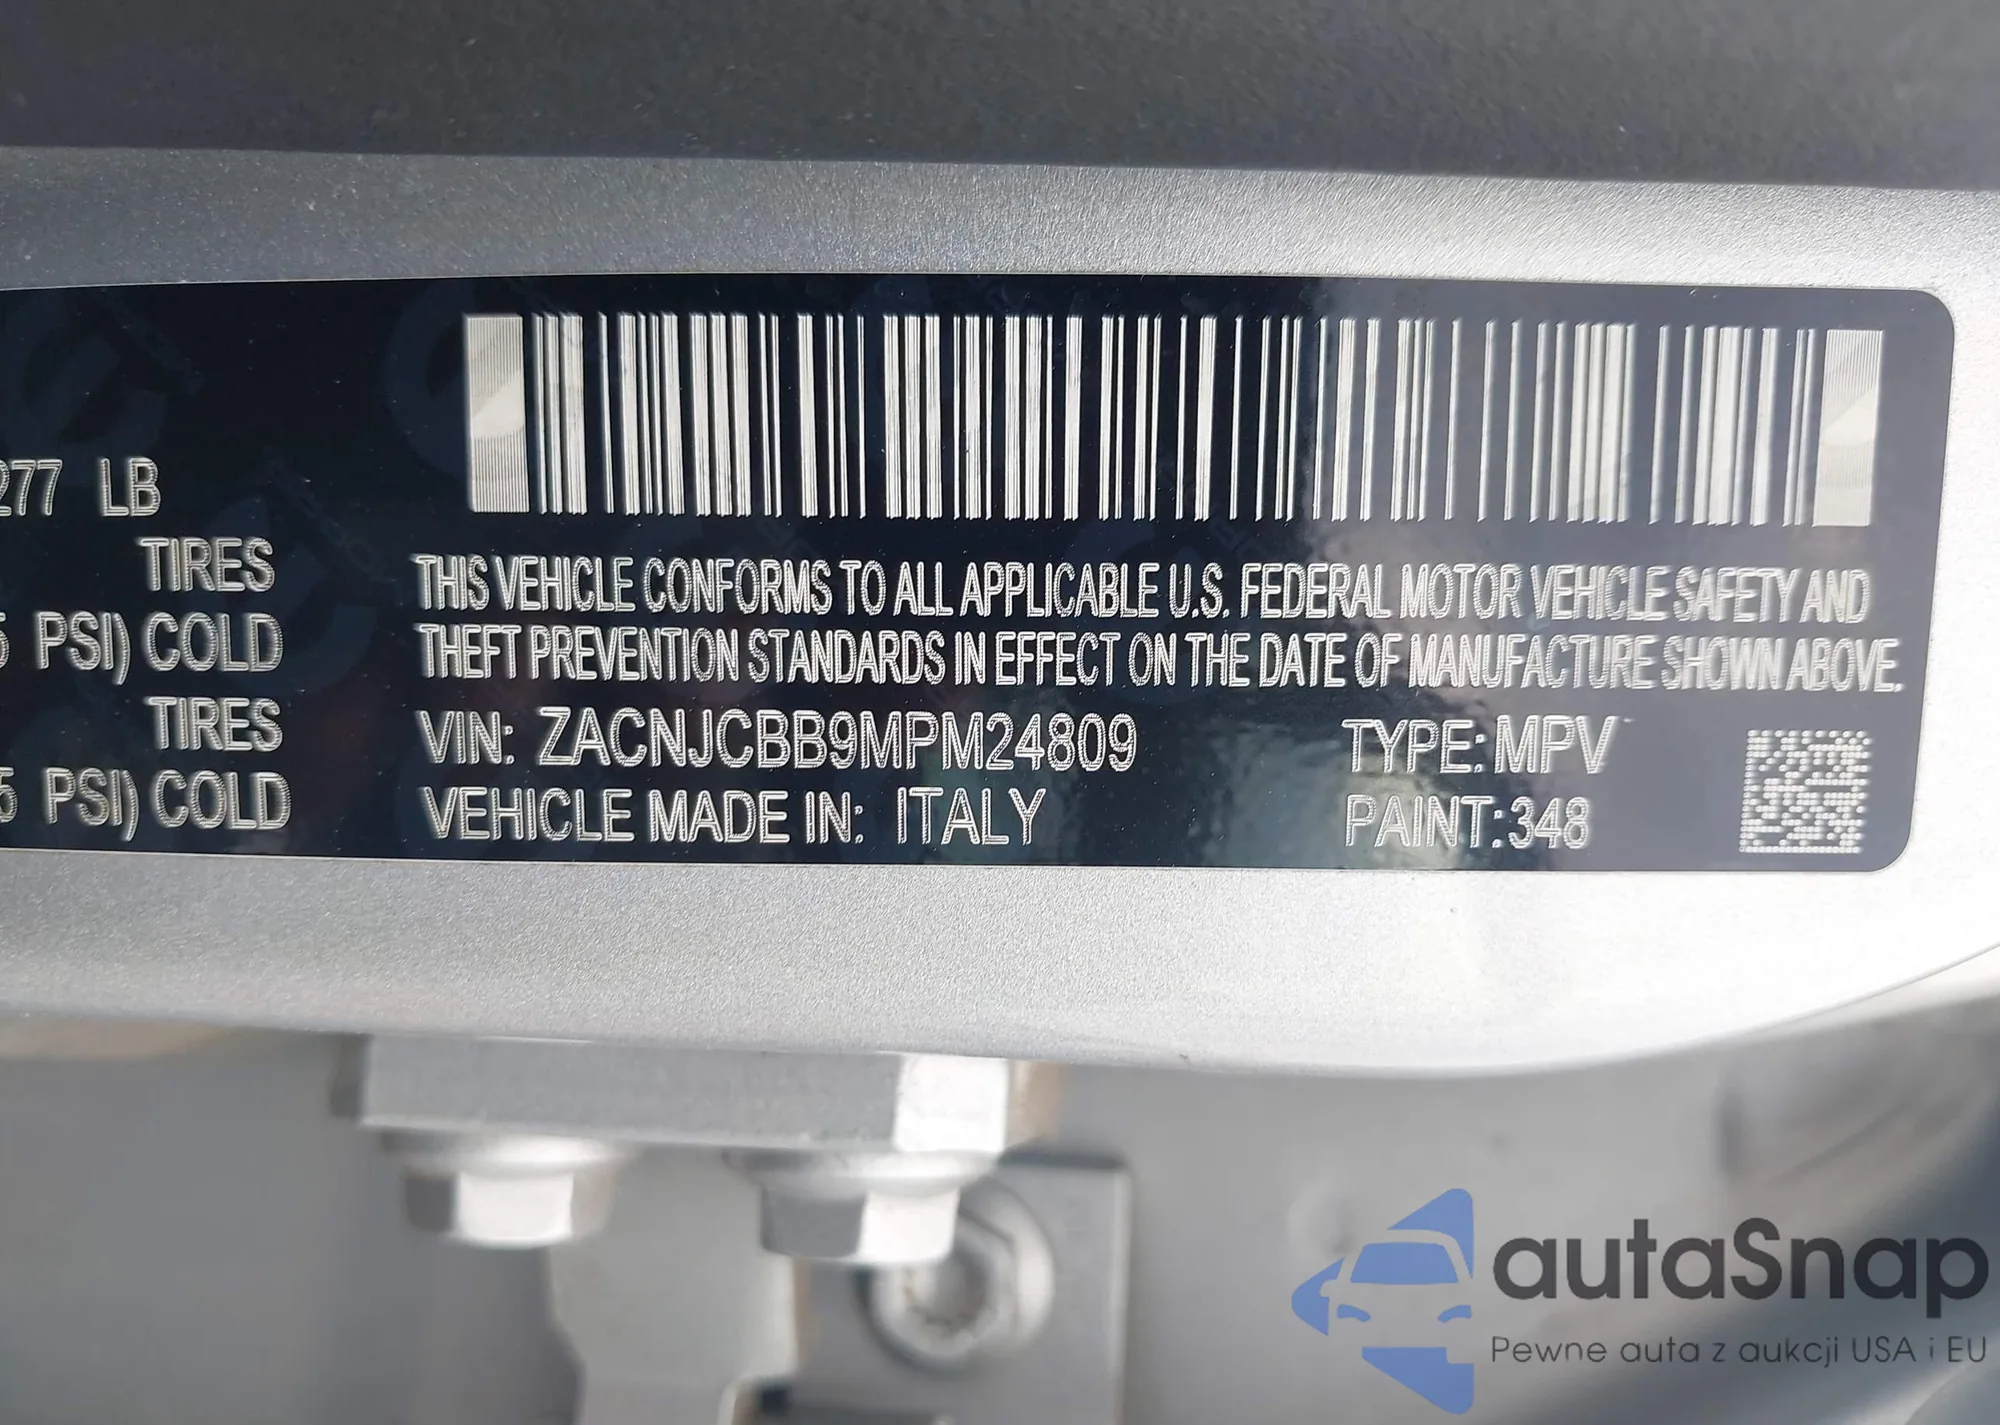 277 LB
TIRES
PSI) COLD
TIRES
PSI) COLD
THIS VEHICLE CONFORMS TO ALL APPLICABLE U.S. FEDERAL MOTOR VEHICLE SAFETY AND
THEFT PREVENTION STANDARDS IN EFFECT ON THE DATE OF MANUFACTURE SHOWN ABOVE.
VIN: ZACNJCBB9MPM24809
TYPE: MPV
VEHICLE MADE IN: ITALY
PAINT: 348
autaSnap
Pewne auta z aukcji USA i EU